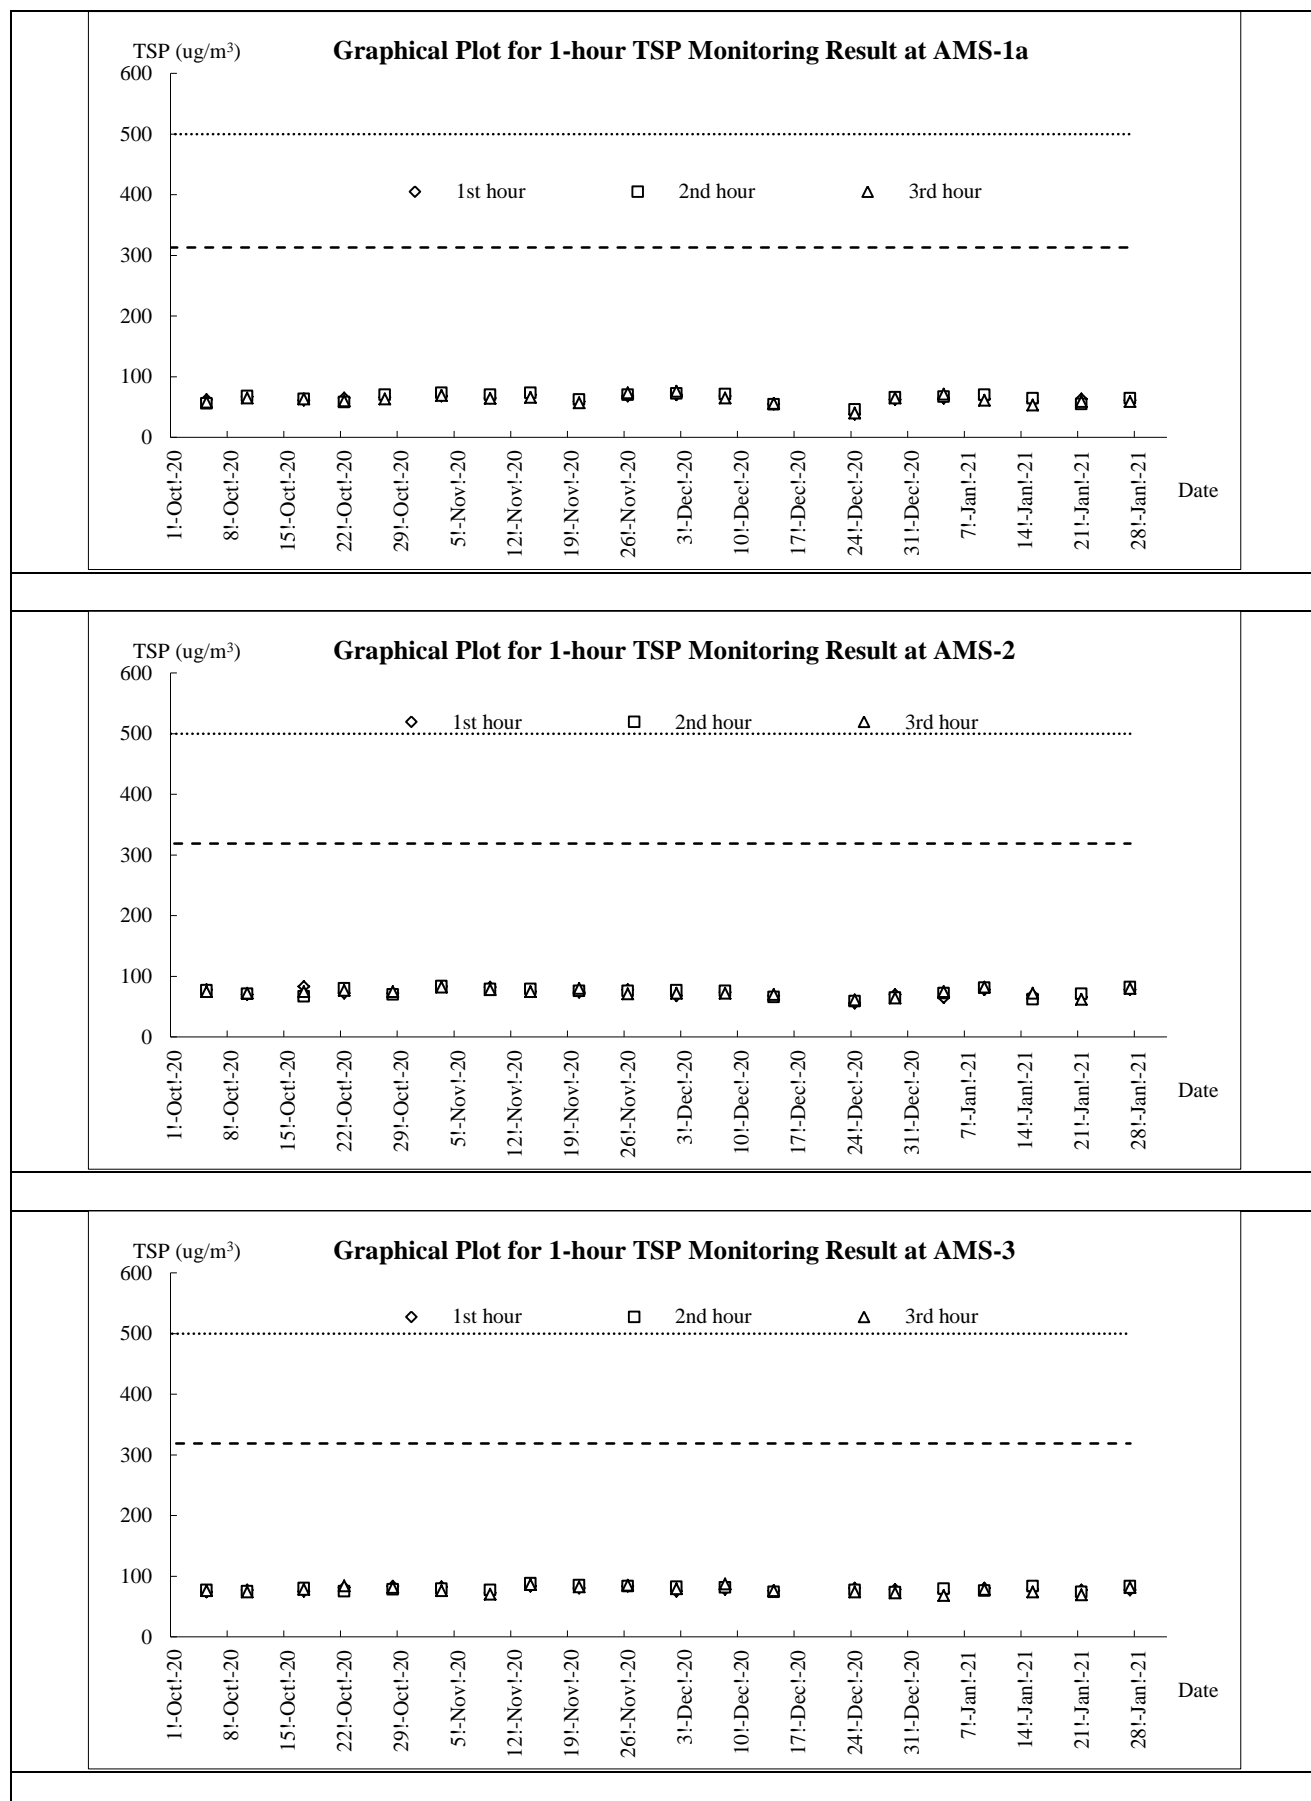 TSP (ug/m³) Graphical Plot for 1-hour TSP Monitoring Result at AMS-1a
600
500
400
1st hour 2nd hour 3rd hour
300
200
100
0
1!-Oct!-20 8!-Oct!-20 15!-Oct!-20 22!-Oct!-20 29!-Oct!-20 5!-Nov!-20 12!-Nov!-20 19!-Nov!-20 26!-Nov!-20 3!-Dec!-20 10!-Dec!-20 17!-Dec!-20 24!-Dec!-20 31!-Dec!-20 7!-Jan!-21 14!-Jan!-21 21!-Jan!-21 28!-Jan!-21
Date
TSP (ug/m³) Graphical Plot for 1-hour TSP Monitoring Result at AMS-2
600
1st hour 2nd hour 3rd hour
500
400
300
200
100
0
1!-Oct!-20 8!-Oct!-20 15!-Oct!-20 22!-Oct!-20 29!-Oct!-20 5!-Nov!-20 12!-Nov!-20 19!-Nov!-20 26!-Nov!-20 3!-Dec!-20 10!-Dec!-20 17!-Dec!-20 24!-Dec!-20 31!-Dec!-20 7!-Jan!-21 14!-Jan!-21 21!-Jan!-21 28!-Jan!-21
Date
TSP (ug/m³) Graphical Plot for 1-hour TSP Monitoring Result at AMS-3
600
1st hour 2nd hour 3rd hour
500
400
300
200
100
0
1!-Oct!-20 8!-Oct!-20 15!-Oct!-20 22!-Oct!-20 29!-Oct!-20 5!-Nov!-20 12!-Nov!-20 19!-Nov!-20 26!-Nov!-20 3!-Dec!-20 10!-Dec!-20 17!-Dec!-20 24!-Dec!-20 31!-Dec!-20 7!-Jan!-21 14!-Jan!-21 21!-Jan!-21 28!-Jan!-21
Date